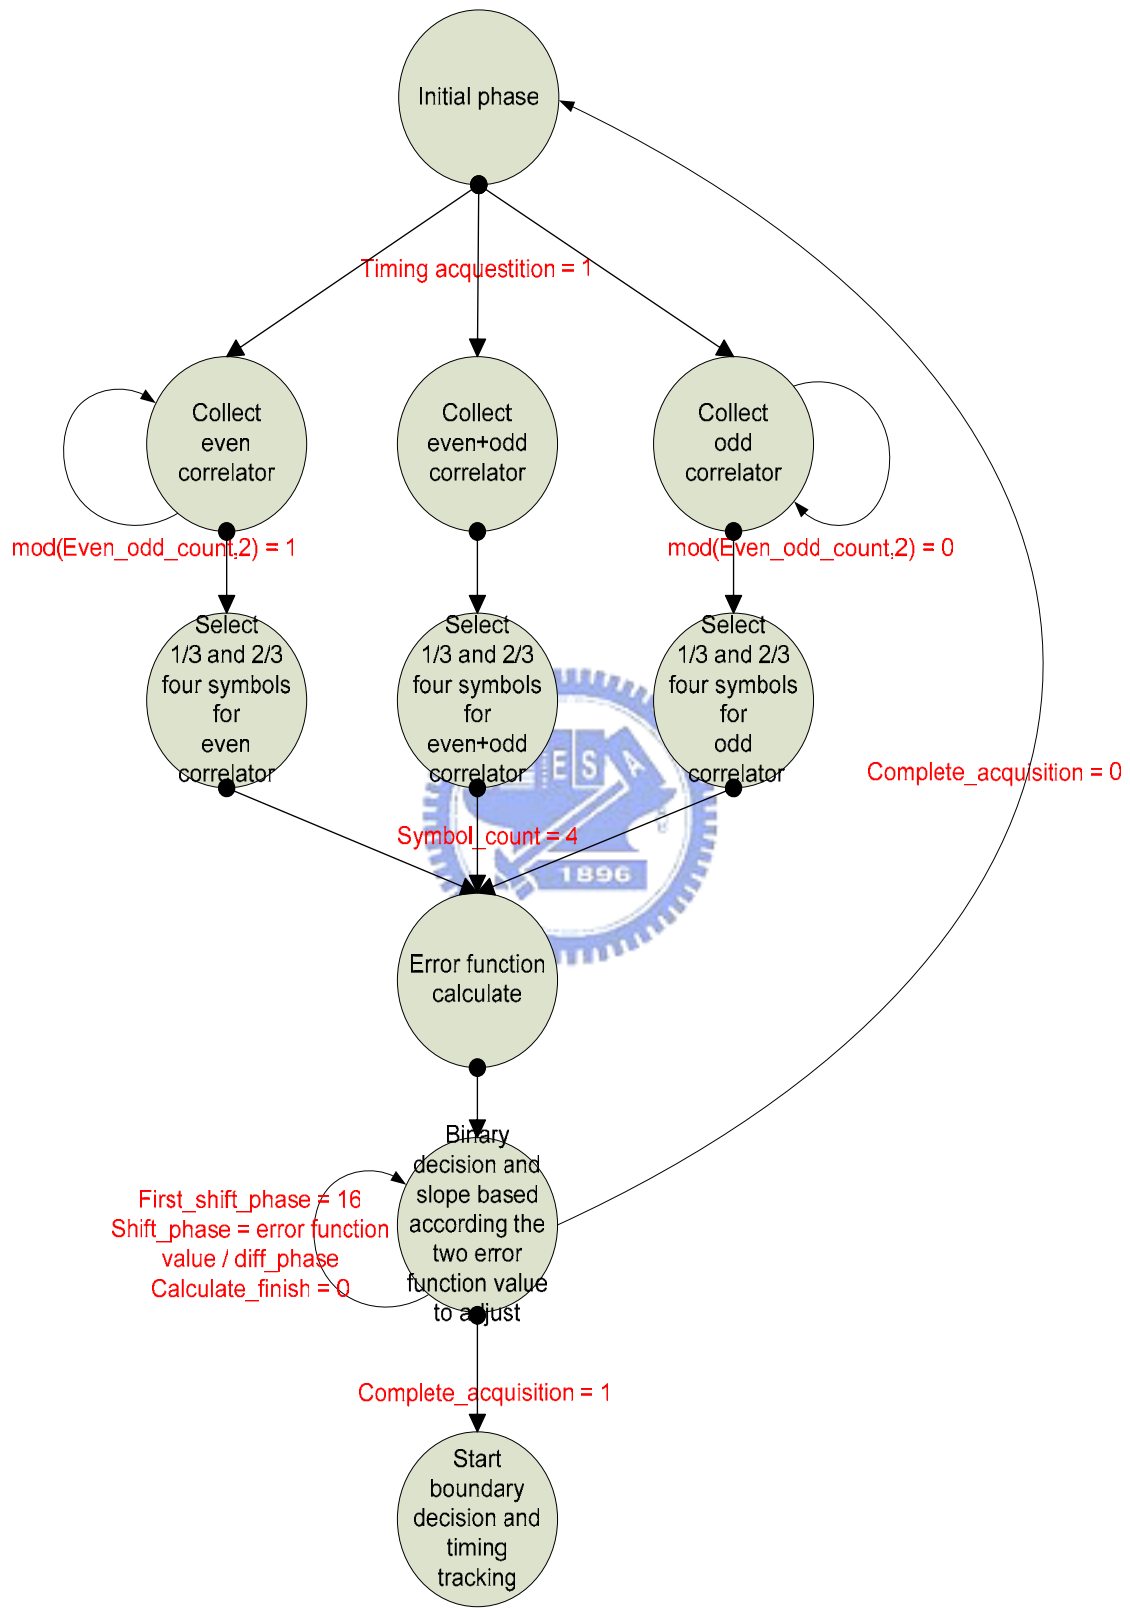 Initial phase
Timing acquestition = 1
Collect
even
correlator
Collect
even+odd
correlator
Collect
odd
correlator
mod(Even_odd_count,2) = 1
mod(Even_odd_count,2) = 0
Select
1/3 and 2/3
four symbols
for
even
correlator
Select
1/3 and 2/3
four symbols
for
even+odd
correlator
Select
1/3 and 2/3
four symbols
for
odd
correlator
E S A
Complete_acquisition = 0
Symbol_count = 4
1896
Error function
calculate
Binary
decision and
slope based
according the
two error
function value
to adjust
First_shift_phase = 16
Shift_phase = error function
value / diff_phase
Calculate_finish = 0
Complete_acquisition = 1
Start
boundary
decision and
timing
tracking